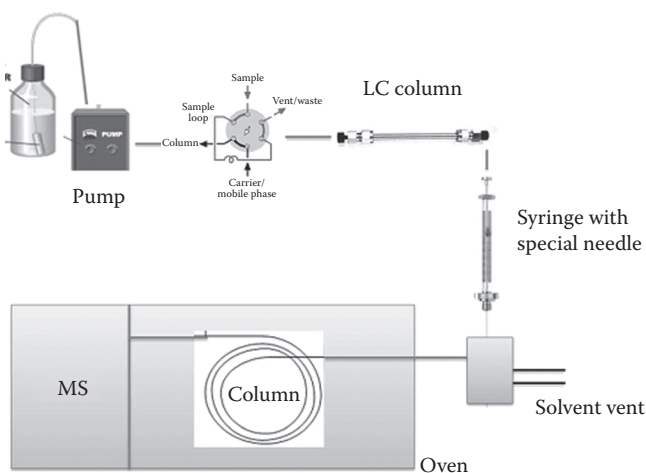 Sample
Vent/waste
Sample
loop
Column
Carrier/
mobile phase
LC column
PUMP
Pump
Syringe with
special needle
MS
Column
Solvent vent
Oven